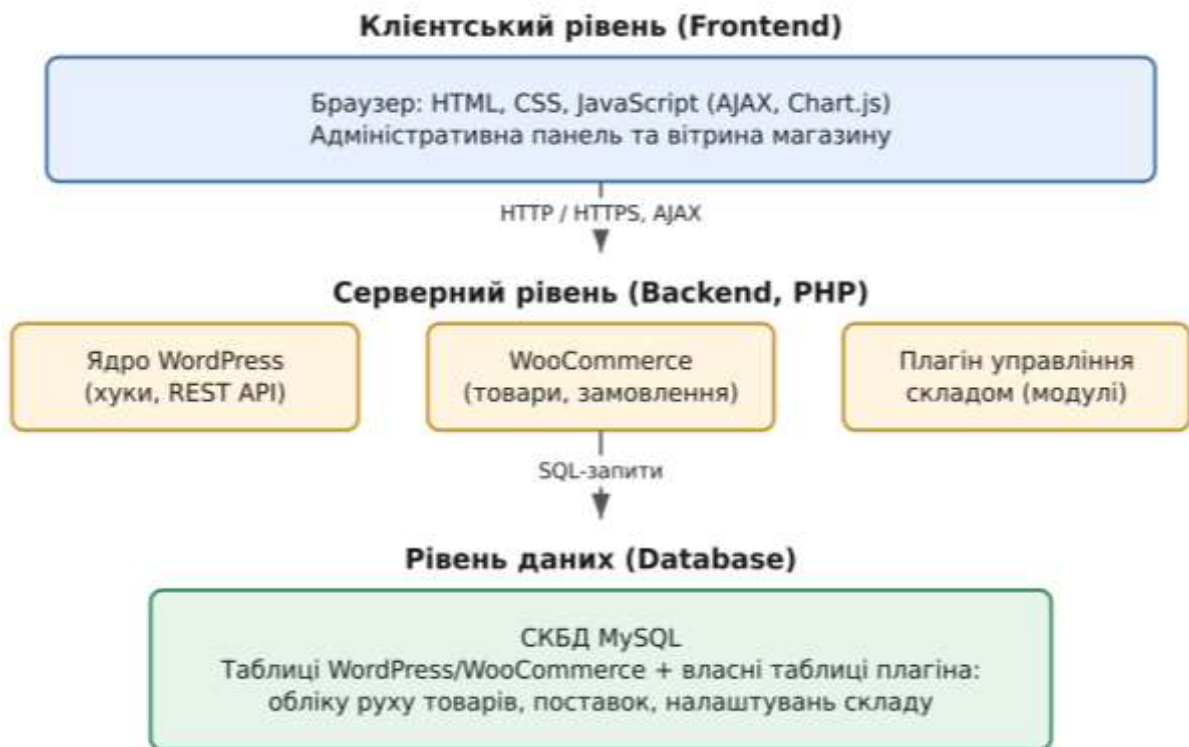 Клієнтський рівень (Frontend)
Браузер: HTML, CSS, JavaScript (AJAX, Chart.js)
Адміністративна панель та вітрина магазину
HTTP / HTTPS, AJAX
Серверний рівень (Backend, PHP)
Ядро WordPress
(хуки, REST API)
WooCommerce
(товари, замовлення)
Плагін управління
складом (модулі)
SQL-запити
Рівень даних (Database)
СКБД MySQL
Таблиці WordPress/WooCommerce + власні таблиці плагіна:
обліку руху товарів, поставок, налаштувань складу